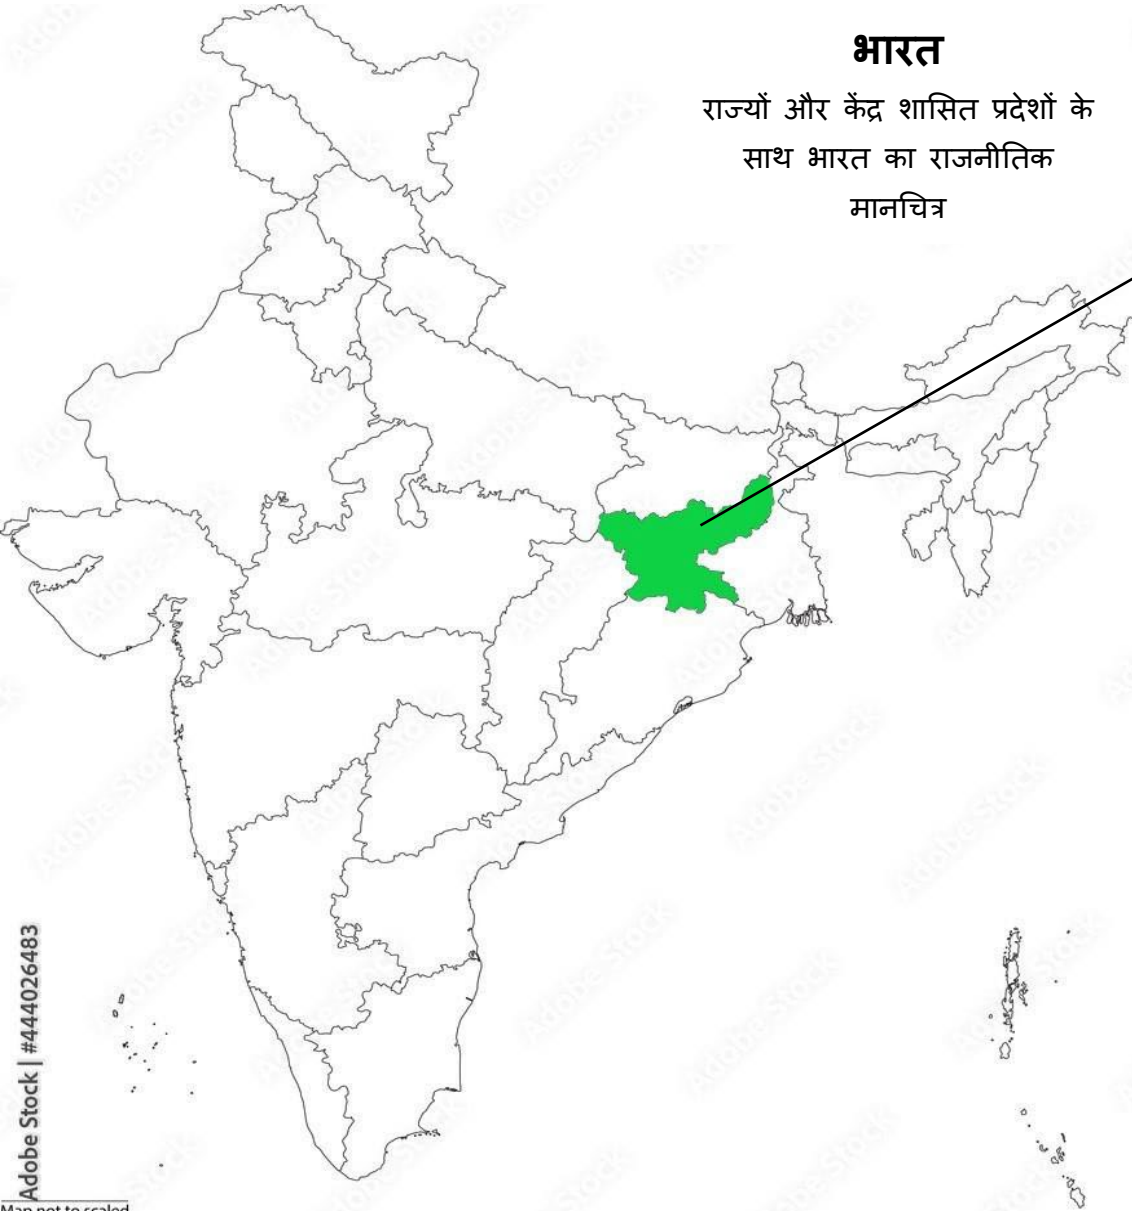 भारत
राज्यों और केंद्र शासित प्रदेशों के
साथ भारत का राजनीतिक
मानचित्र
Adobe Stock | #444026483
Map not to scaled